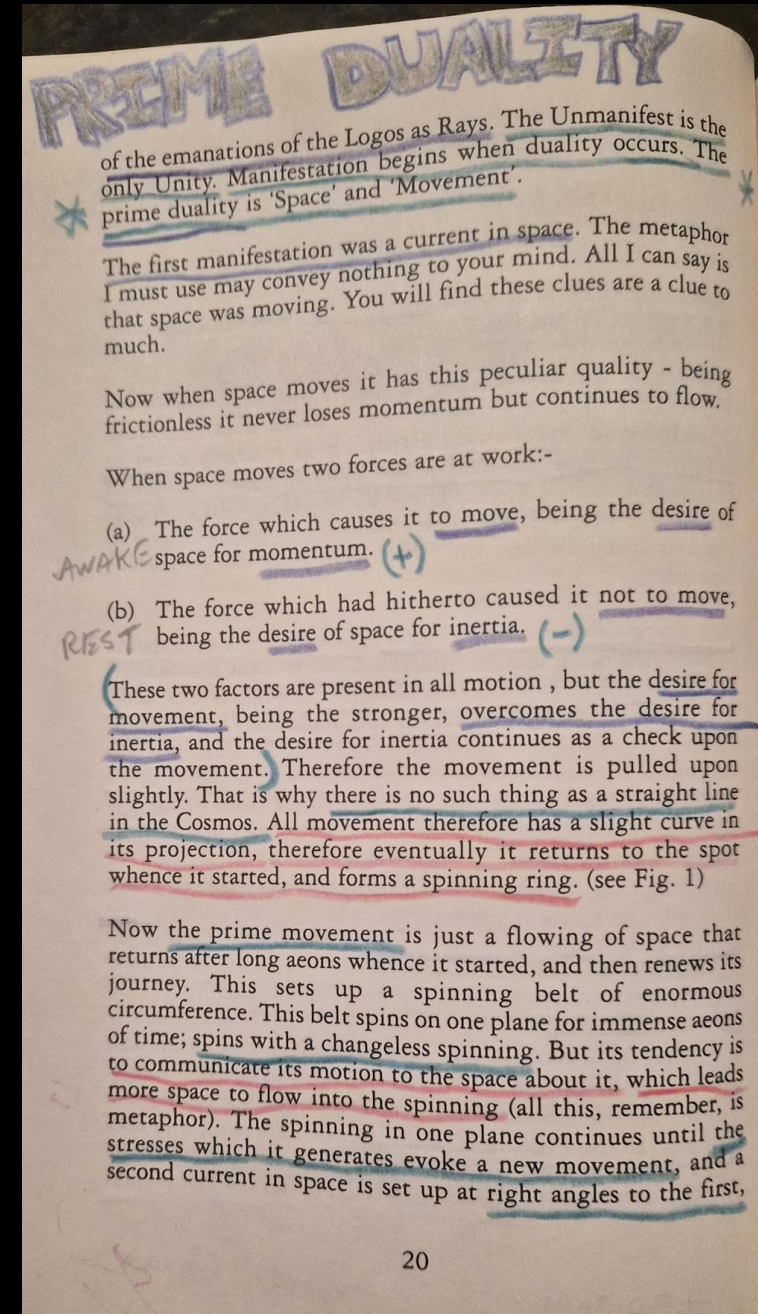 PRIME DUALITY
of the emanations of the Logos as Rays. The Unmanifest is the
only Unity. Manifestation begins when duality occurs. The
prime duality is 'Space' and 'Movement'.
The first manifestation was a current in space. The metaphor
I must use may convey nothing to your mind. All I can say is
that space was moving. You will find these clues are a clue to
much.
Now when space moves it has this peculiar quality - being
frictionless it never loses momentum but continues to flow.
When space moves two forces are at work:-
(a) The force which causes it to move, being the desire of
AWAKE space for momentum. (+)
(b) The force which had hitherto caused it not to move,
REST being the desire of space for inertia. (-)
(These two factors are present in all motion , but the desire for
movement, being the stronger, overcomes the desire for
inertia, and the desire for inertia continues as a check upon
the movement.) Therefore the movement is pulled upon
slightly. That is why there is no such thing as a straight line
in the Cosmos. All movement therefore has a slight curve in
its projection, therefore eventually it returns to the spot
whence it started, and forms a spinning ring. (see Fig. 1)
Now the prime movement is just a flowing of space that
returns after long aeons whence it started, and then renews its
journey. This sets up a spinning belt of enormous
circumference. This belt spins on one plane for immense aeons
of time; spins with a changeless spinning. But its tendency is
to communicate its motion to the space about it, which leads
more space to flow into the spinning (all this, remember, is
metaphor). The spinning in one plane continues until the
stresses which it generates evoke a new movement, and a
second current in space is set up at right angles to the first,
20